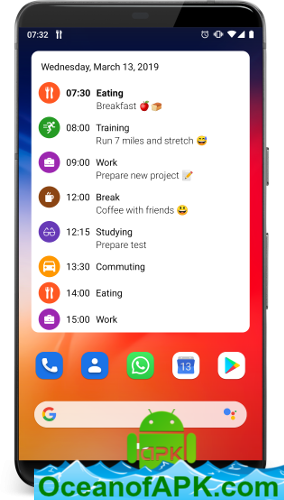 07:32
Wednesday, March 13, 2019
07:30 Eating
Breakfast 🍎 🍞
08:00 Training
Run 7 miles and stretch 😅
09:00 Work
Prepare new project 📝
12:00 Break
Coffee with friends 😃
12:15 Studying
Prepare test
13:30 Commuting
14:00 Eating
15:00 Work
13
G
APK
OceanofAPK.com